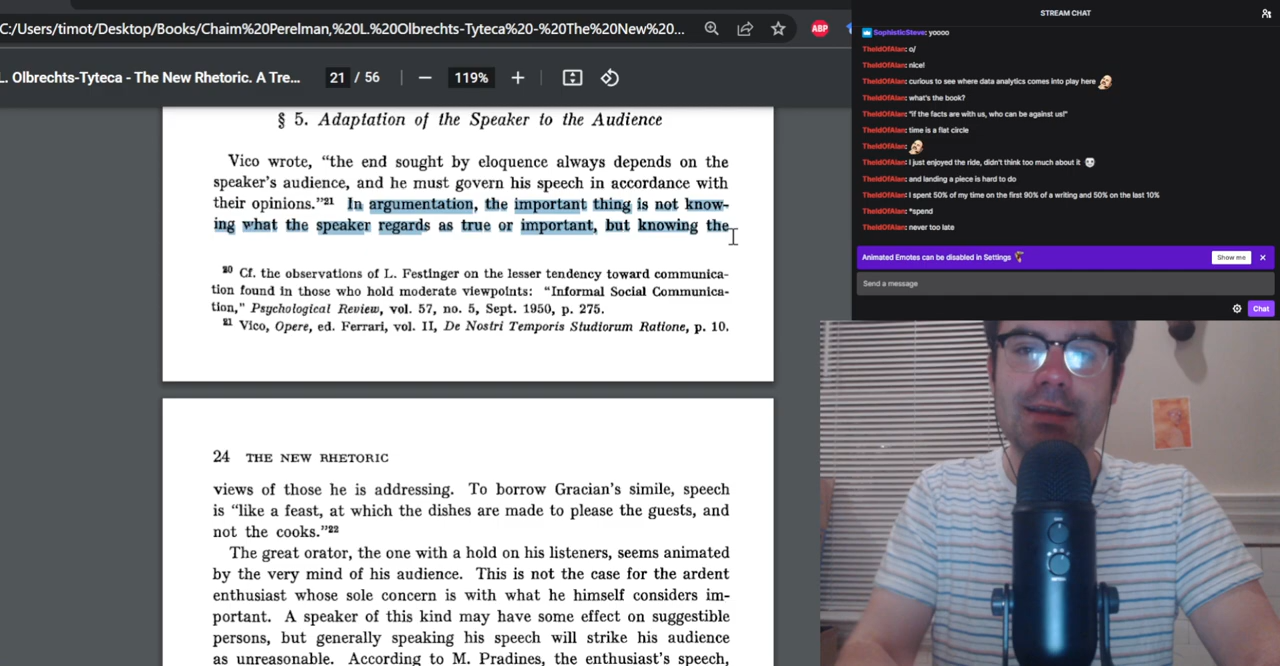 C:/Users/timot/Desktop/Books/Chaim%20Perelman,%20L.%20Olbrechts-Tyteca%20-%20The%20New%20Rhetoric...
ABP
L. Olbrechts-Tyteca - The New Rhetoric. A Tre...
21 / 56
119%
§ 5. Adaptation of the Speaker to the Audience
Vico wrote, “the end sought by eloquence always depends on the
speaker's audience, and he must govern his speech in accordance with
their opinions.”21 In argumentation, the important thing is not know-
ing what the speaker regards as true or important, but knowing the
20 Cf. the observations of L. Festinger on the lesser tendency toward communica-
tion found in those who hold moderate viewpoints: “Informal Social Communica-
tion,” Psychological Review, vol. 57, no. 5, Sept. 1950, p. 275.
21 Vico, Opere, ed. Ferrari, vol. II, De Nostri Temporis Studiorum Ratione, p. 10.
24 THE NEW RHETORIC
views of those he is addressing. To borrow Gracian's simile, speech
is “like a feast, at which the dishes are made to please the guests, and
not the cooks.”22
The great orator, the one with a hold on his listeners, seems animated
by the very mind of his audience. This is not the case for the ardent
enthusiast whose sole concern is with what he himself considers im-
portant. A speaker of this kind may have some effect on suggestible
persons, but generally speaking his speech will strike his audience
as unreasonable. According to M. Pradines, the enthusiast's speech,
STREAM CHAT
SophisticSteve: yoooo
TheIdOfAlan: o/
TheIdOfAlan: nice!
TheIdOfAlan: curious to see where data analytics comes into play here
TheIdOfAlan: what's the book?
TheIdOfAlan: "if the facts are with us, who can be against us!"
TheIdOfAlan: time is a flat circle
TheIdOfAlan:
TheIdOfAlan: I just enjoyed the ride, didn't think too much about it
TheIdOfAlan: and landing a piece is hard to do
TheIdOfAlan: I spent 50% of my time on the first 90% of a writing and 50% on the last 10%
TheIdOfAlan: *spend
TheIdOfAlan: never too late
Animated Emotes can be disabled in Settings
Show me
Send a message
Chat